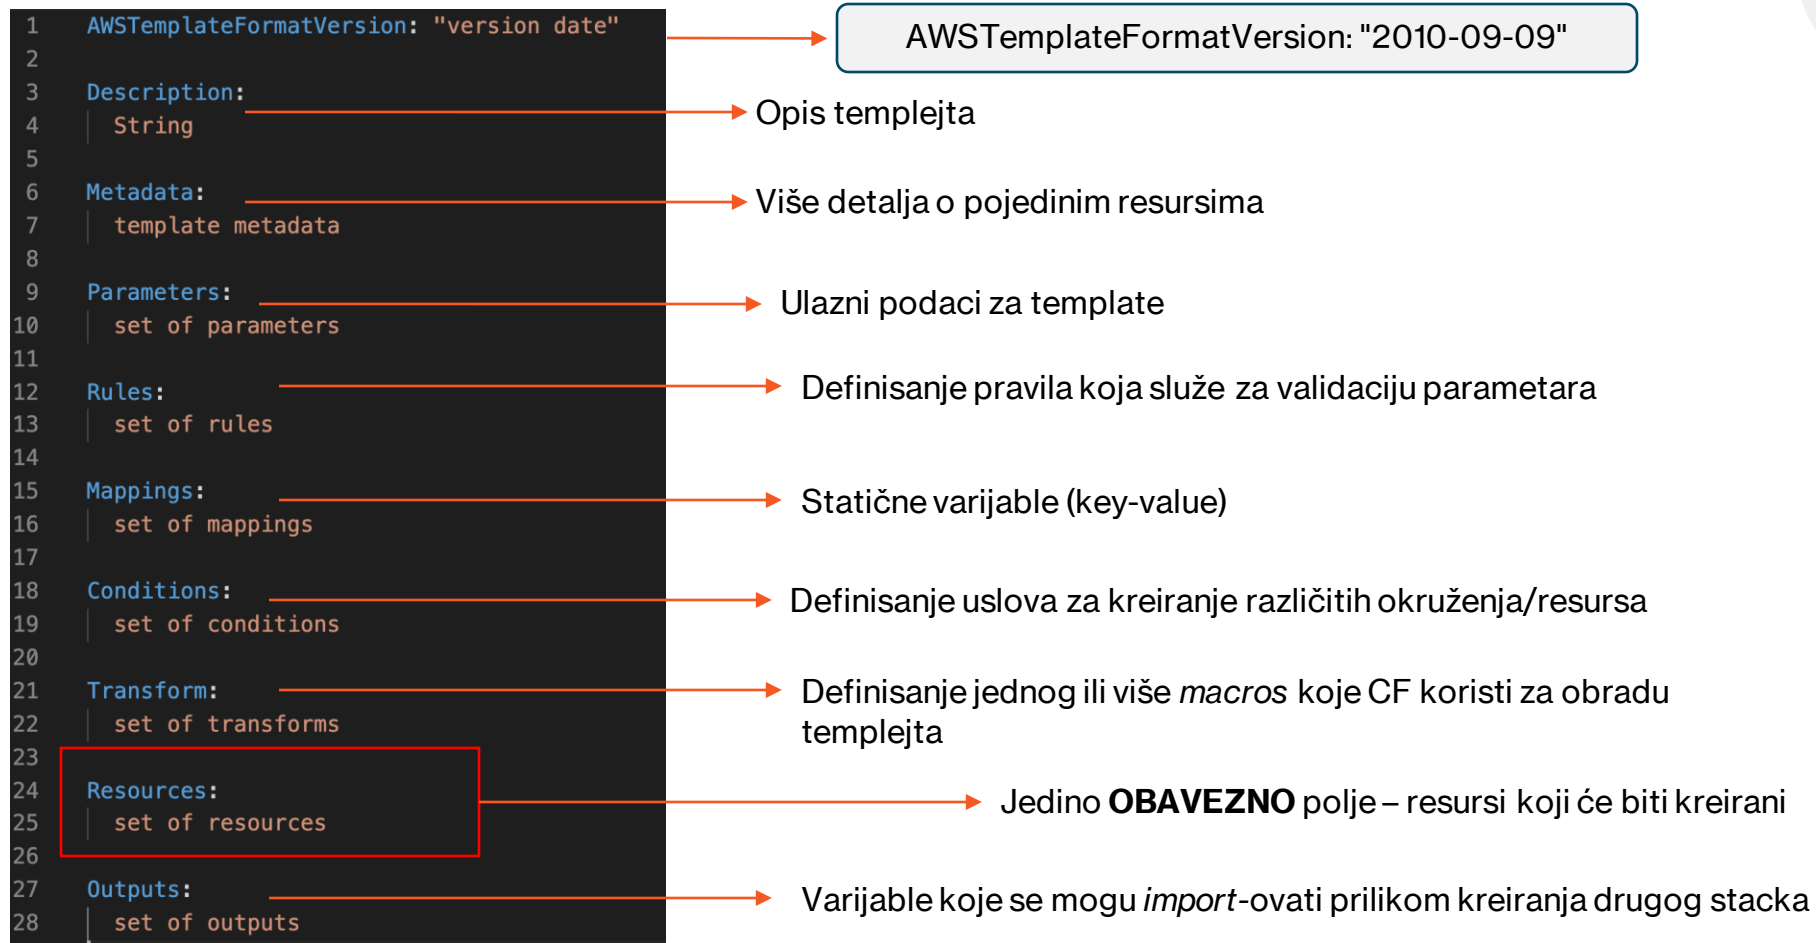 1 AWSTemplateFormatVersion: "version date"
2
3 Description:
4 String
5
6 Metadata:
7 template metadata
8
9 Parameters:
10 set of parameters
11
12 Rules:
13 set of rules
14
15 Mappings:
16 set of mappings
17
18 Conditions:
19 set of conditions
20
21 Transform:
22 set of transforms
23
24 Resources:
25 set of resources
26
27 Outputs:
28 set of outputs
AWSTemplateFormatVersion: "2010-09-09"
Opis templejta
Više detalja o pojedinim resursima
Ulazni podaci za template
Definisanje pravila koja služe za validaciju parametara
Statične varijable (key-value)
Definisanje uslova za kreiranje različitih okruženja/resursa
Definisanje jednog ili više macros koje CF koristi za obradu
templejta
Jedino OBAVEZNO polje – resursi koji će biti kreirani
Varijable koje se mogu import-ovati prilikom kreiranja drugog stacka